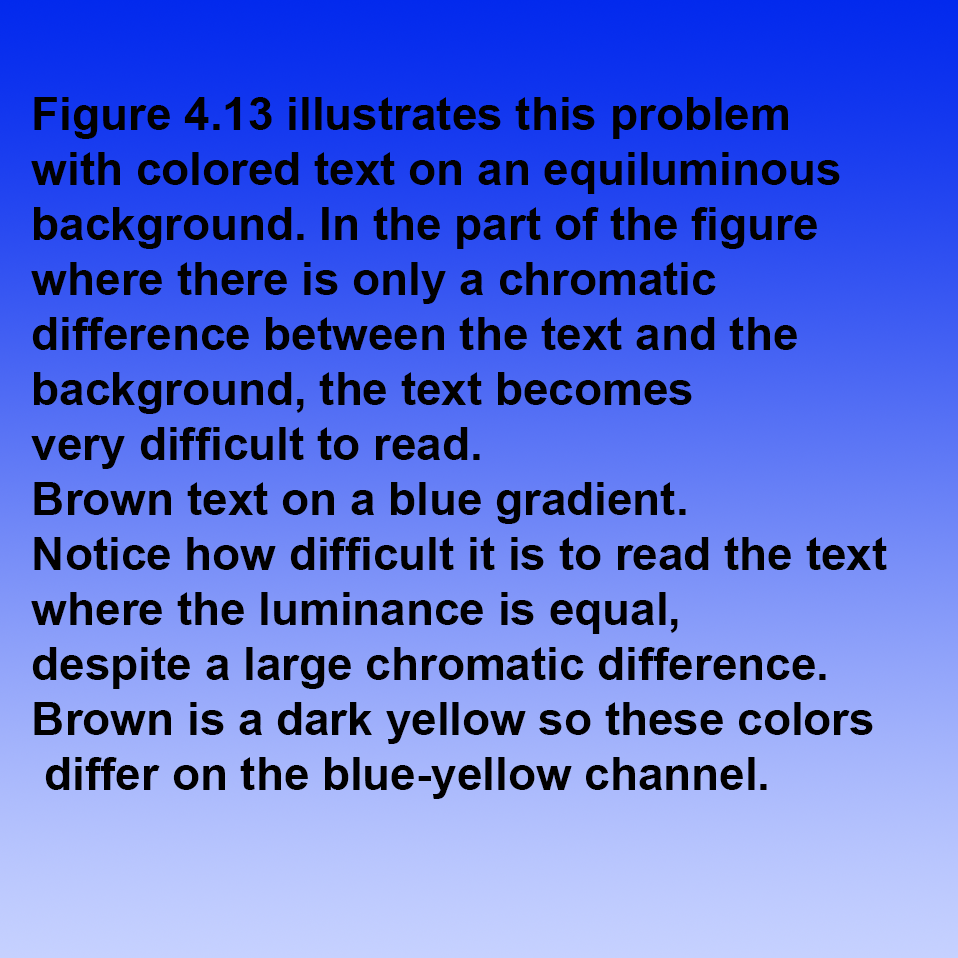 Figure 4.13 illustrates this problem
with colored text on an equiluminous
background. In the part of the figure
where there is only a chromatic
difference between the text and the
background, the text becomes
very difficult to read.
Brown text on a blue gradient.
Notice how difficult it is to read the text
where the luminance is equal,
despite a large chromatic difference.
Brown is a dark yellow so these colors
differ on the blue-yellow channel.